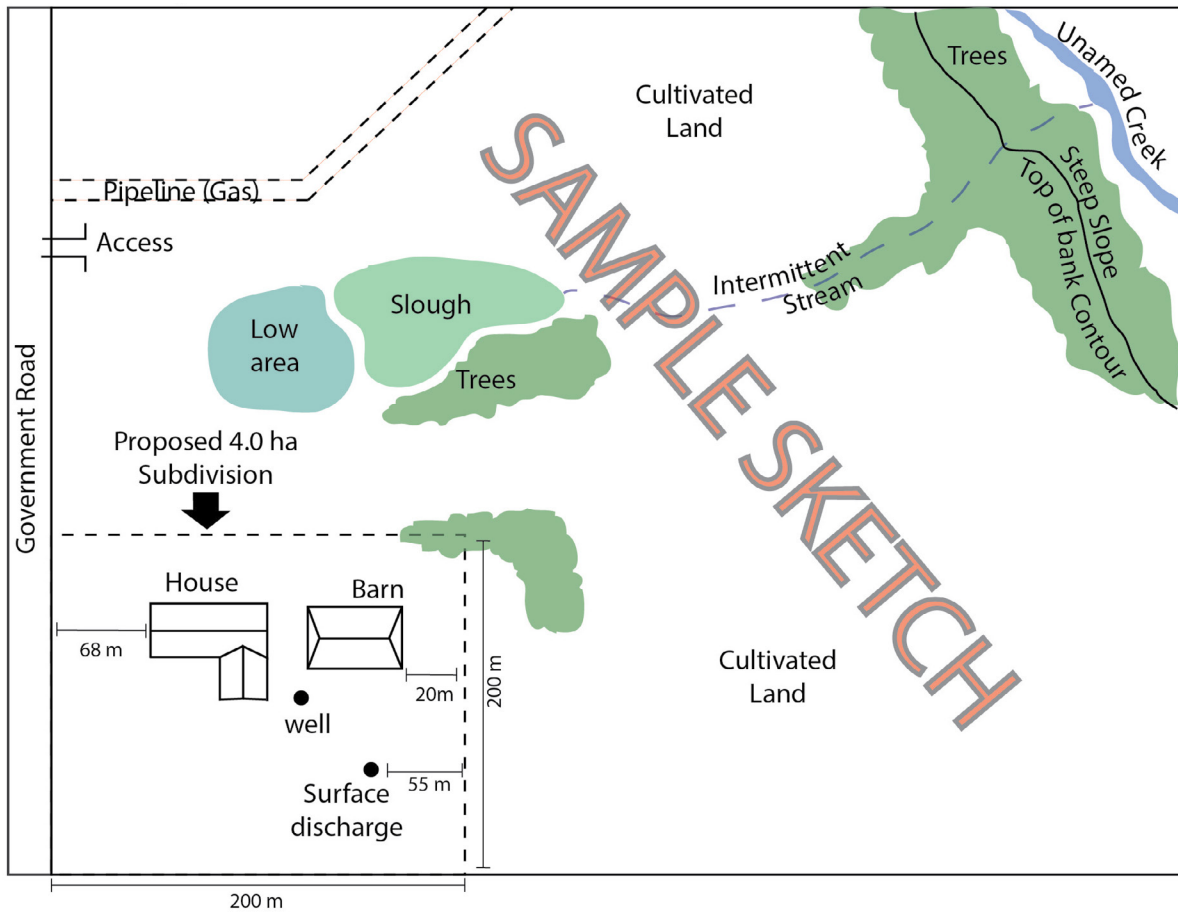 Trees
Unamed Creek
Cultivated
Land
Steep Slope
Top of bank Contour
Pipeline (Gas)
Access
Intermittent
Stream
Slough
Low
area
Trees
SAMPLE SKETCH
Government Road
Proposed 4.0 ha
Subdivision
House
Barn
68 m
20m
200 m
well
Cultivated
Land
55 m
Surface
discharge
200 m